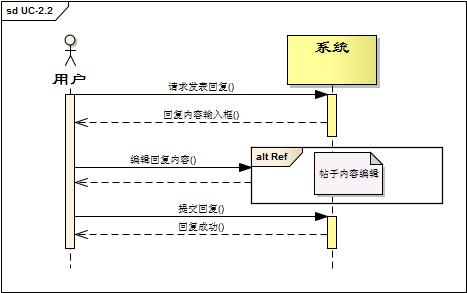 sd UC-2.2
系统
用户
请求发表回复()
回复内容输入框()
编辑回复内容()
alt Ref
帖子内容编辑
提交回复()
回复成功()